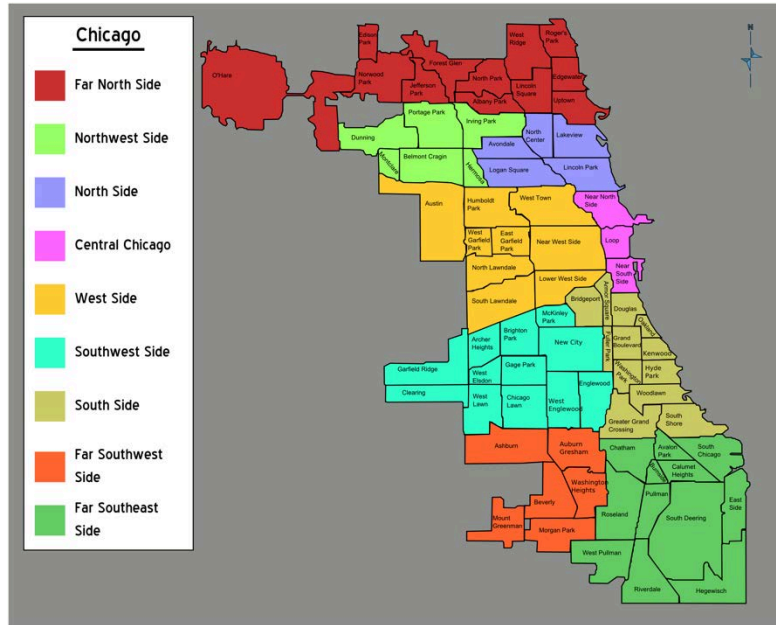 Chicago
Far North Side
Northwest Side
North Side
Central Chicago
West Side
Southwest Side
South Side
Far Southwest
Side
Far Southeast
Side
N
O'Hare
Edison
Park
Norwood
Park
Jefferson
Park
Forest Glen
North Park
Albany Park
West
Ridge
Lincoln
Square
Roger's
Park
Edgewater
Uptown
Portage Park
Irving Park
Dunning
Montclare
Belmont Cragin
Hermosa
Avondale
North
Center
Lakeview
Logan Square
Lincoln Park
Near North
Side
Loop
Near
South
Side
Austin
Humboldt
Park
West Town
West
Garfield
Park
East
Garfield
Park
Near West Side
North Lawndale
South Lawndale
Lower West Side
Bridgeport
Armor Square
Douglas
Oakland
Fuller Park
Grand
Boulevard
Kenwood
Washington
Park
Hyde
Park
Woodlawn
South
Shore
Greater Grand
Crossing
McKinley
Park
Brighton
Park
Archer
Heights
New City
Garfield Ridge
Clearing
West
Elsdon
Gage Park
West
Lawn
Chicago
Lawn
West
Englewood
Englewood
Ashburn
Auburn
Gresham
Beverly
Washington
Heights
Mount
Greenman
Morgan Park
Chatham
Avalon
Park
South
Chicago
Burnside
Calumet
Heights
Roseland
Pullman
South Deering
East
Side
West Pullman
Riverdale
Hegewisch